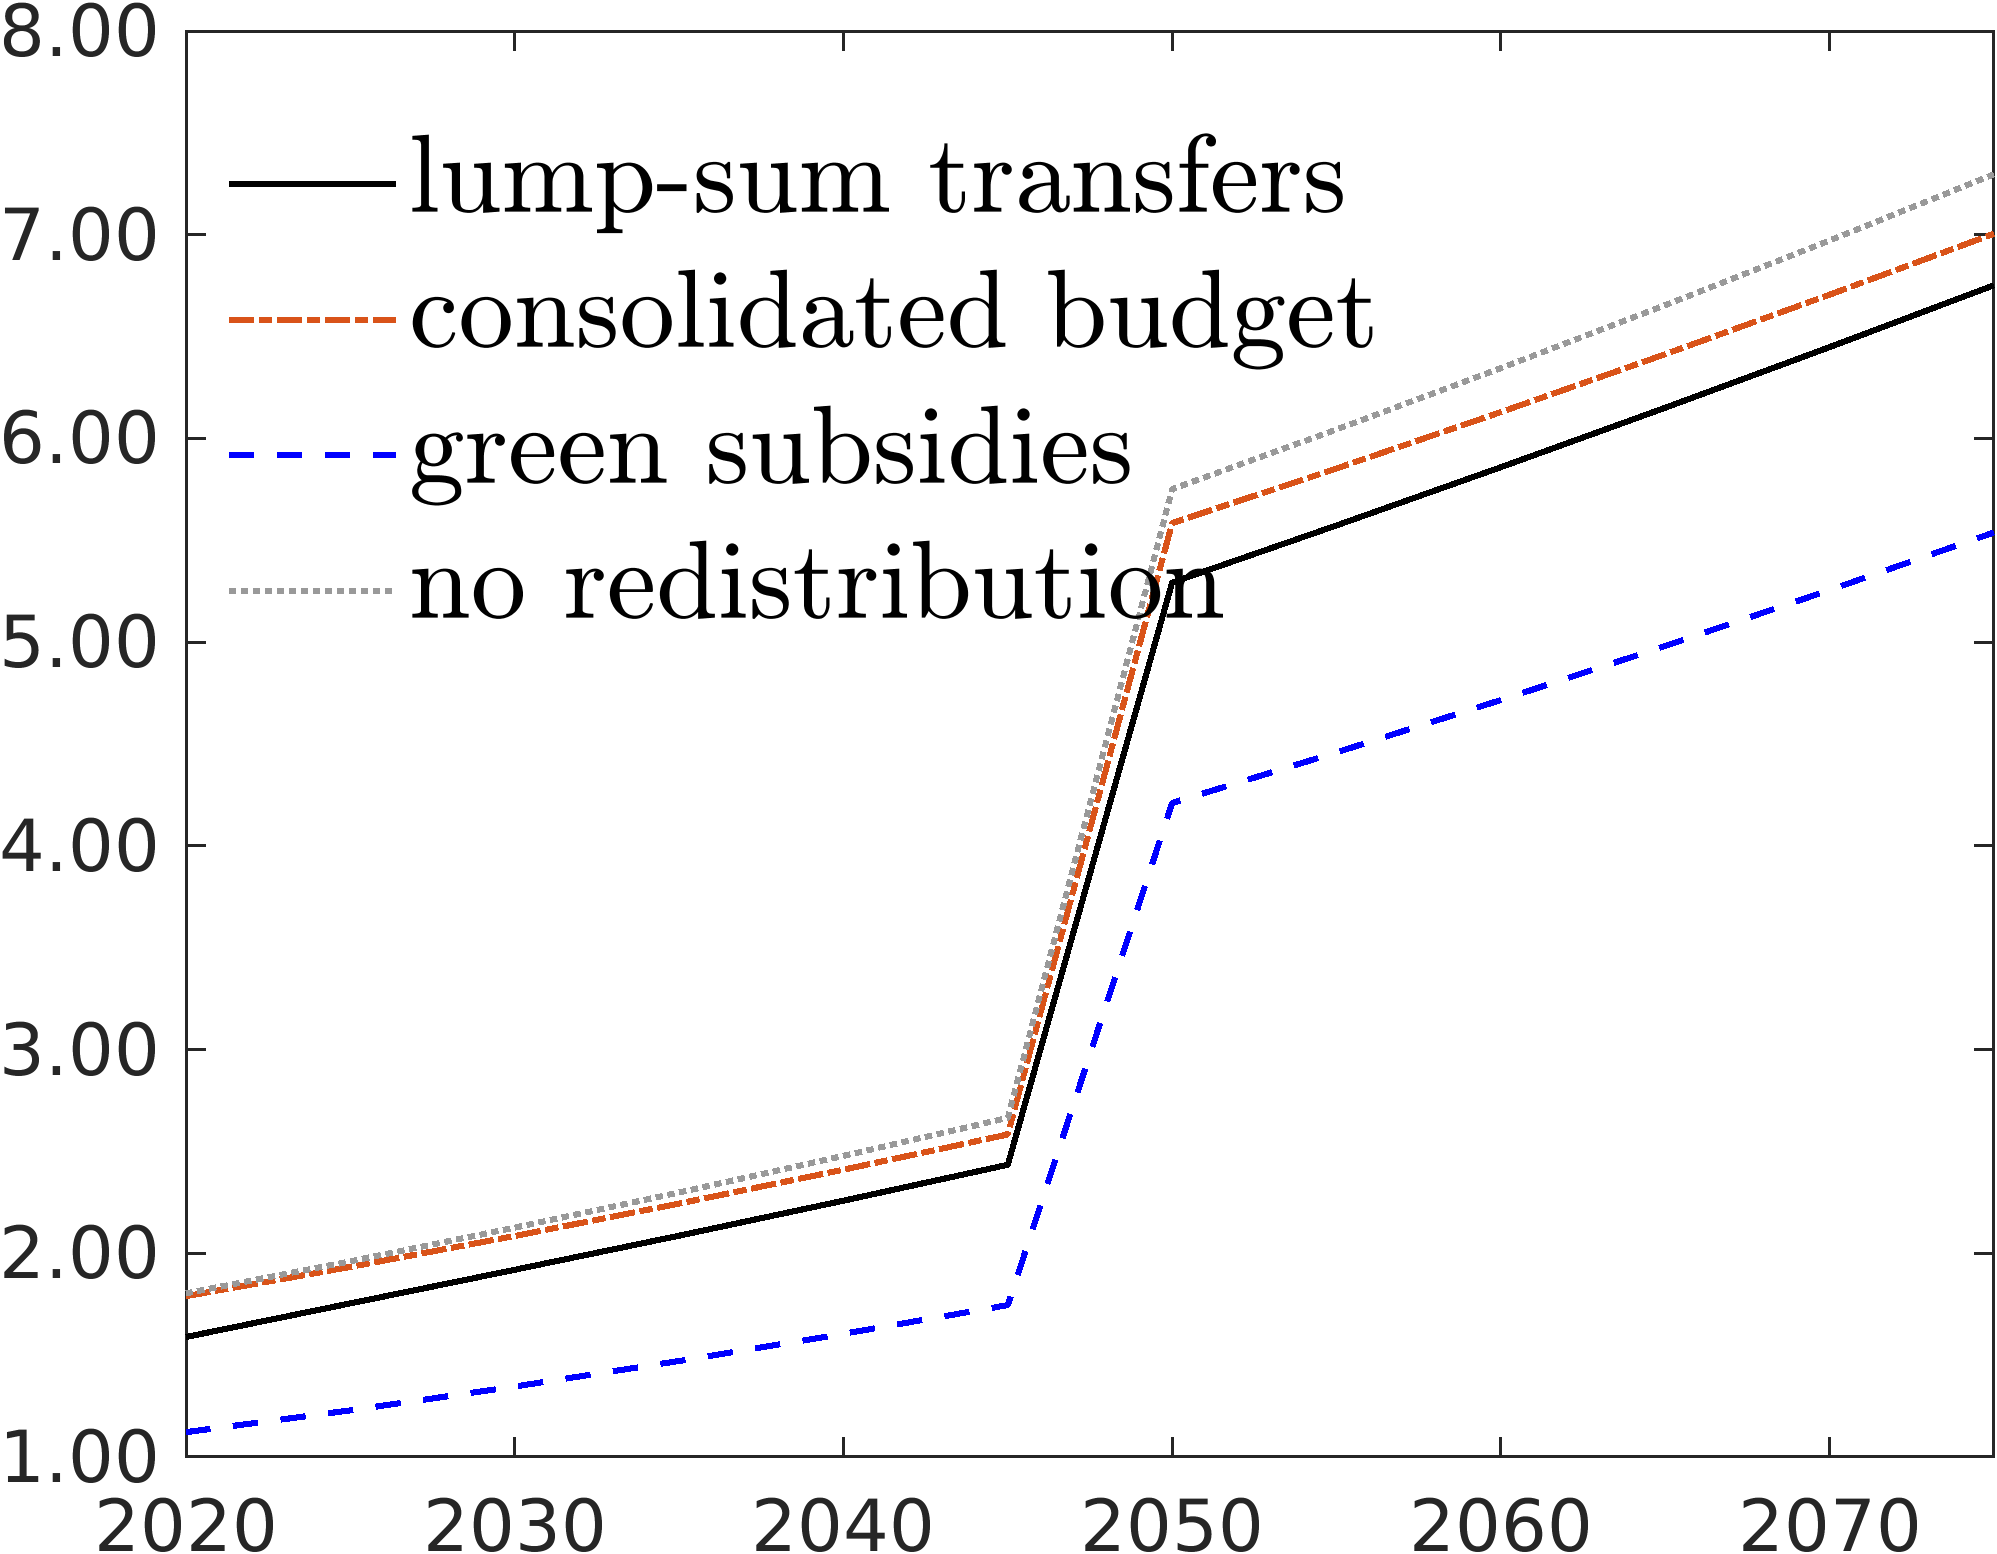 8.00
lump-sum transfers
7.00
consolidated budget
6.00
green subsidies
no redistribution
5.00
4.00
3.00
2.00
1.00
2020 2030 2040 2050 2060 2070